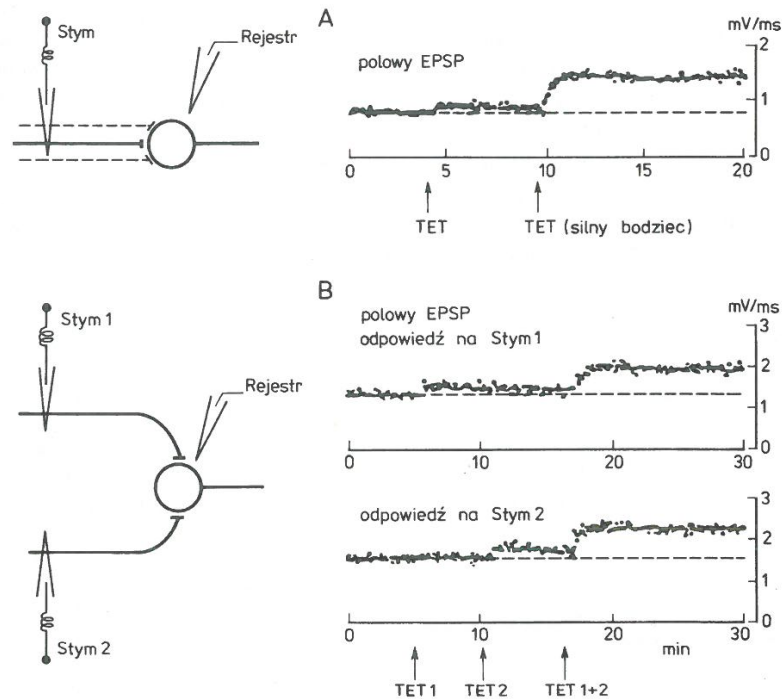 Stym
Rejestr
A
mV/ms
polowy EPSP
2
1
0
0 5 10 15 20
TET
TET (silny bodziec)
Stym 1
Rejestr
Stym 2
B
mV/ms
polowy EPSP
odpowiedź na Stym 1
3
2
1
0
0 10 20 30
odpowiedź na Stym 2
3
2
1
0
0 10 20 min 30
TET 1 TET 2 TET 1+2